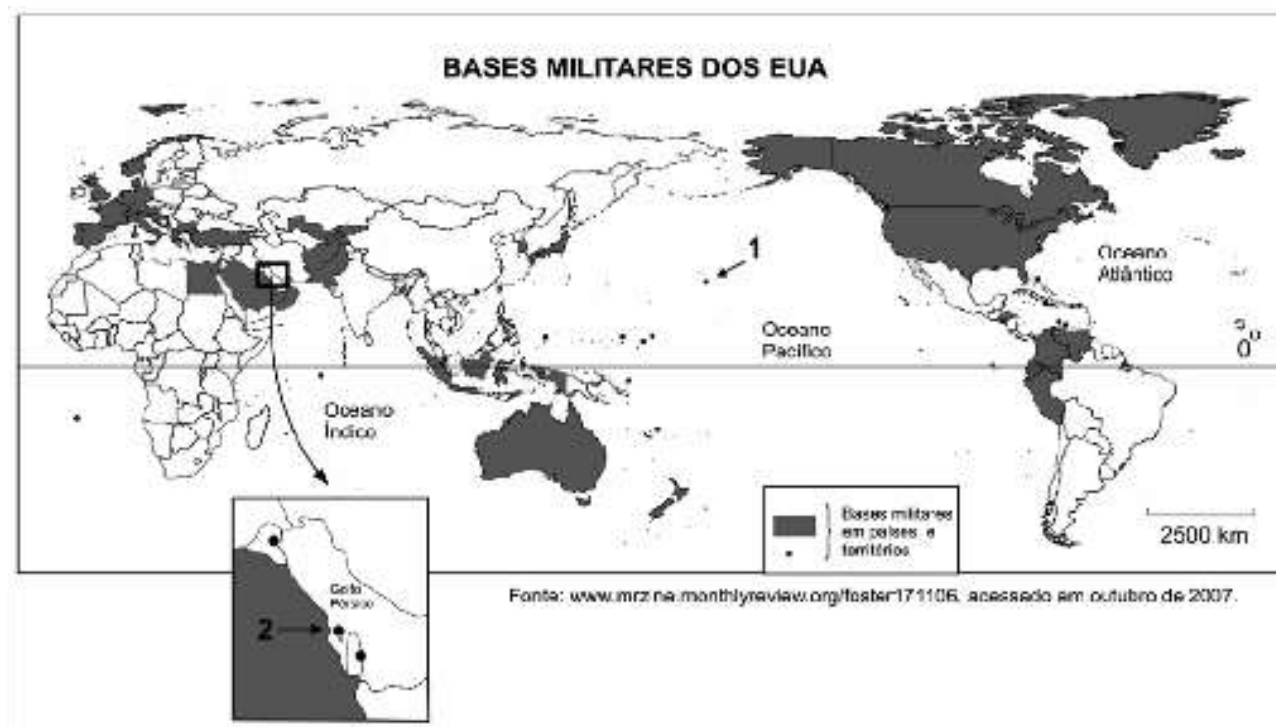 BASES MILITARES DOS EUA
1
Oceano
Atlântico
Oceano
Pacífico
0°
Oceano
Índico
Bases militares
em países e
territórios
2500 km
Golfo
Pérsico
2
Fonte: www.mrzine.monthlyreview.org/foster171106, acessado em outubro de 2007.